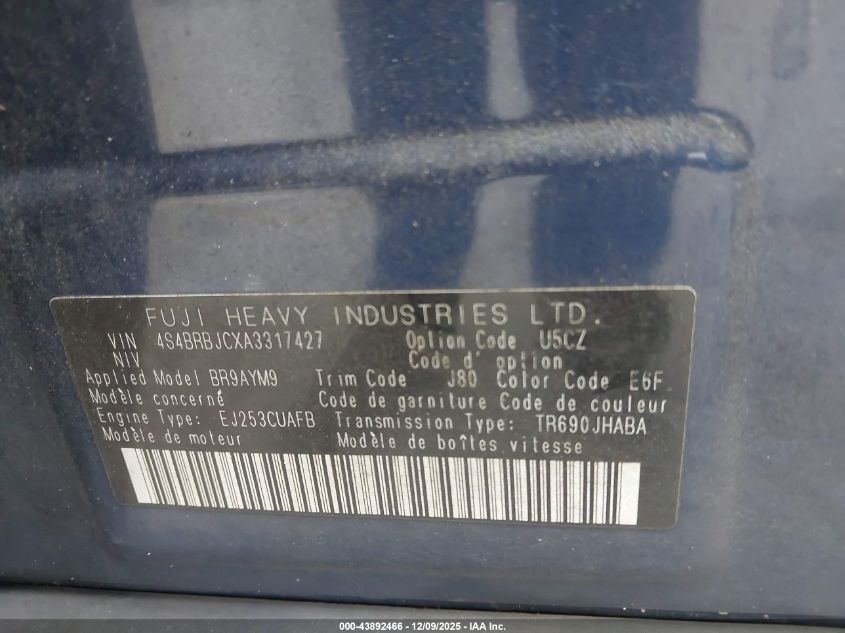 FUJI HEAVY INDUSTRIES LTD.
VIN 4S4BRBJCXA3317427 Option Code U5CZ
NIV Code d' option
Applied Model BR9AYM9 Trim Code J80 Color Code E6F
Modèle concerné Code de garniture Code de couleur
Engine Type: EJ253CUAFB Transmission Type: TR690JHABA
Modèle de moteur Modèle de boîtes vitesse
000-43892466 - 12/09/2025 - IAA Inc.